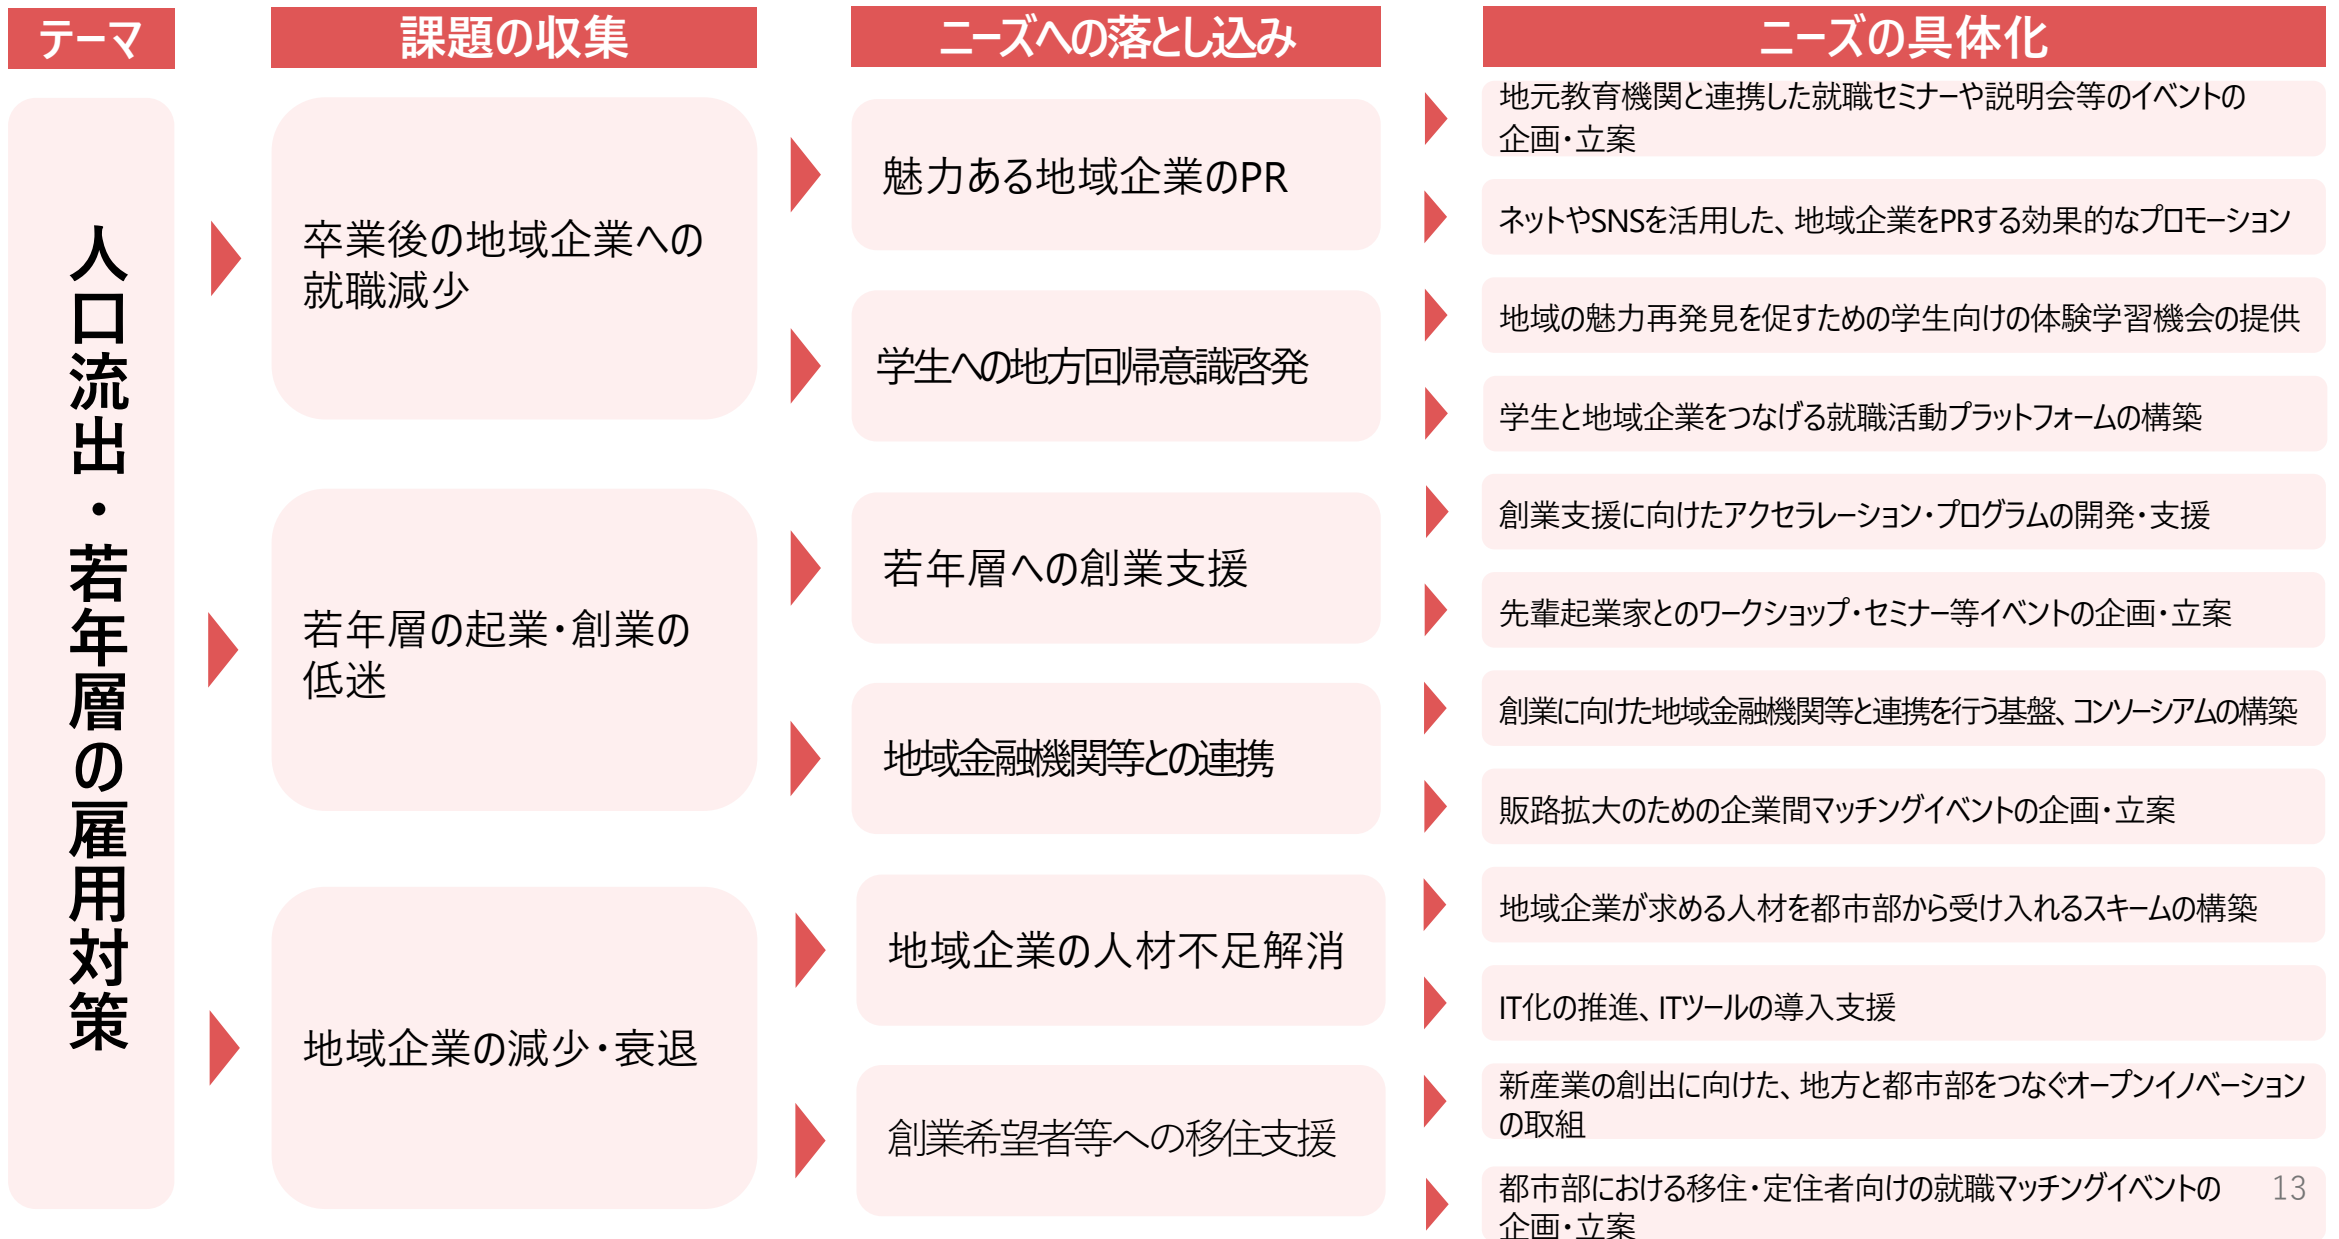 テーマ
課題の収集
ニーズへの落とし込み
ニーズの具体化
人口流出・若年層の雇用対策
卒業後の地域企業への
就職減少
若年層の起業・創業の
低迷
地域企業の減少・衰退
魅力ある地域企業のPR
学生への地方回帰意識啓発
若年層への創業支援
地域金融機関等との連携
地域企業の人材不足解消
創業希望者等への移住支援
地元教育機関と連携した就職セミナーや説明会等のイベントの
企画・立案
ネットやSNSを活用した、地域企業をPRする効果的なプロモーション
地域の魅力再発見を促すための学生向けの体験学習機会の提供
学生と地域企業をつなげる就職活動プラットフォームの構築
創業支援に向けたアクセラレーション・プログラムの開発・支援
先輩起業家とのワークショップ・セミナー等イベントの企画・立案
創業に向けた地域金融機関等と連携を行う基盤、コンソーシアムの構築
販路拡大のための企業間マッチングイベントの企画・立案
地域企業が求める人材を都市部から受け入れるスキームの構築
IT化の推進、ITツールの導入支援
新産業の創出に向けた、地方と都市部をつなぐオープンイノベーション
の取組
都市部における移住・定住者向けの就職マッチングイベントの
企画・立案
13